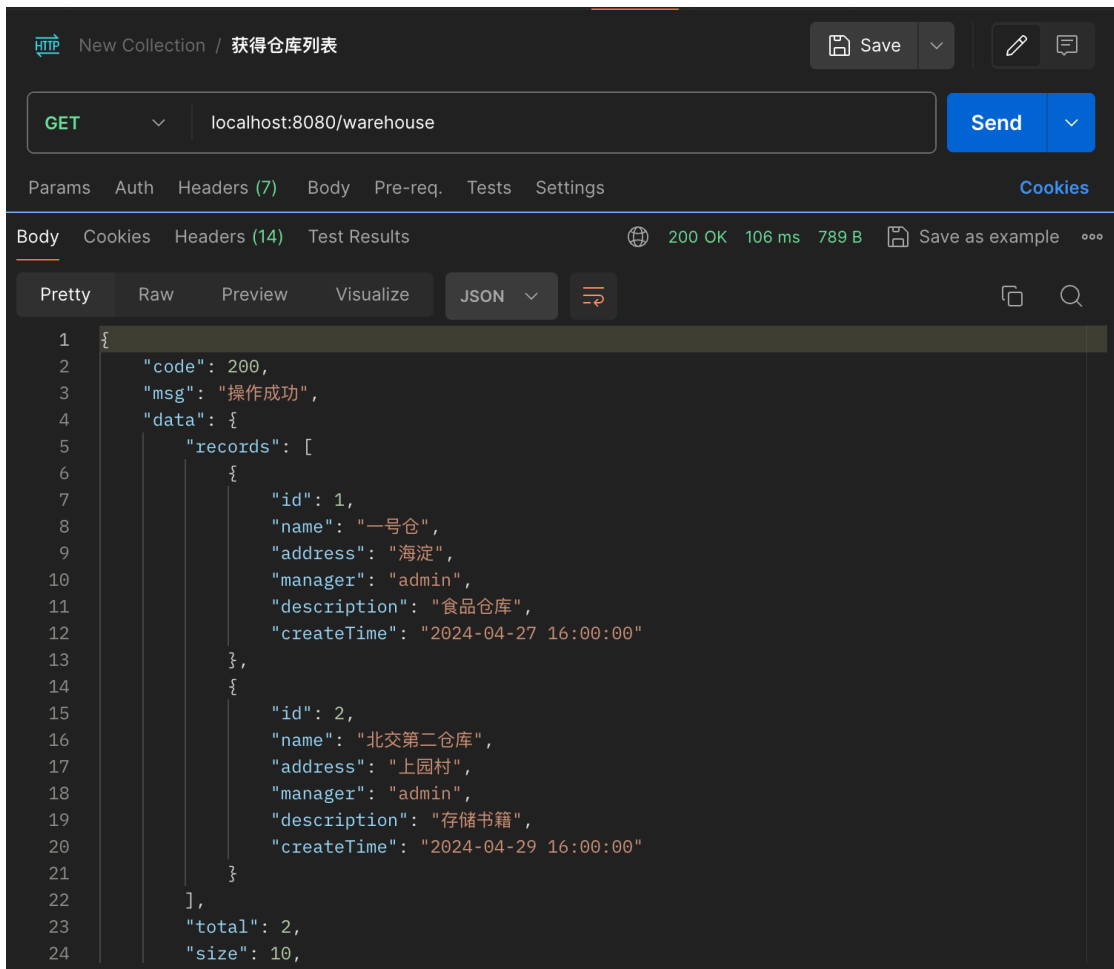 HTTP New Collection / 获得仓库列表 Save
GET localhost:8080/warehouse Send
Params Auth Headers (7) Body Pre-req. Tests Settings Cookies
Body Cookies Headers (14) Test Results 200 OK 106 ms 789 B Save as example
Pretty Raw Preview Visualize JSON
1 {
2 "code": 200,
3 "msg": "操作成功",
4 "data": {
5 "records": [
6 {
7 "id": 1,
8 "name": "一号仓",
9 "address": "海淀",
10 "manager": "admin",
11 "description": "食品仓库",
12 "createTime": "2024-04-27 16:00:00"
13 },
14 {
15 "id": 2,
16 "name": "北交第二仓库",
17 "address": "上园村",
18 "manager": "admin",
19 "description": "存储书籍",
20 "createTime": "2024-04-29 16:00:00"
21 }
22 ],
23 "total": 2,
24 "size": 10,